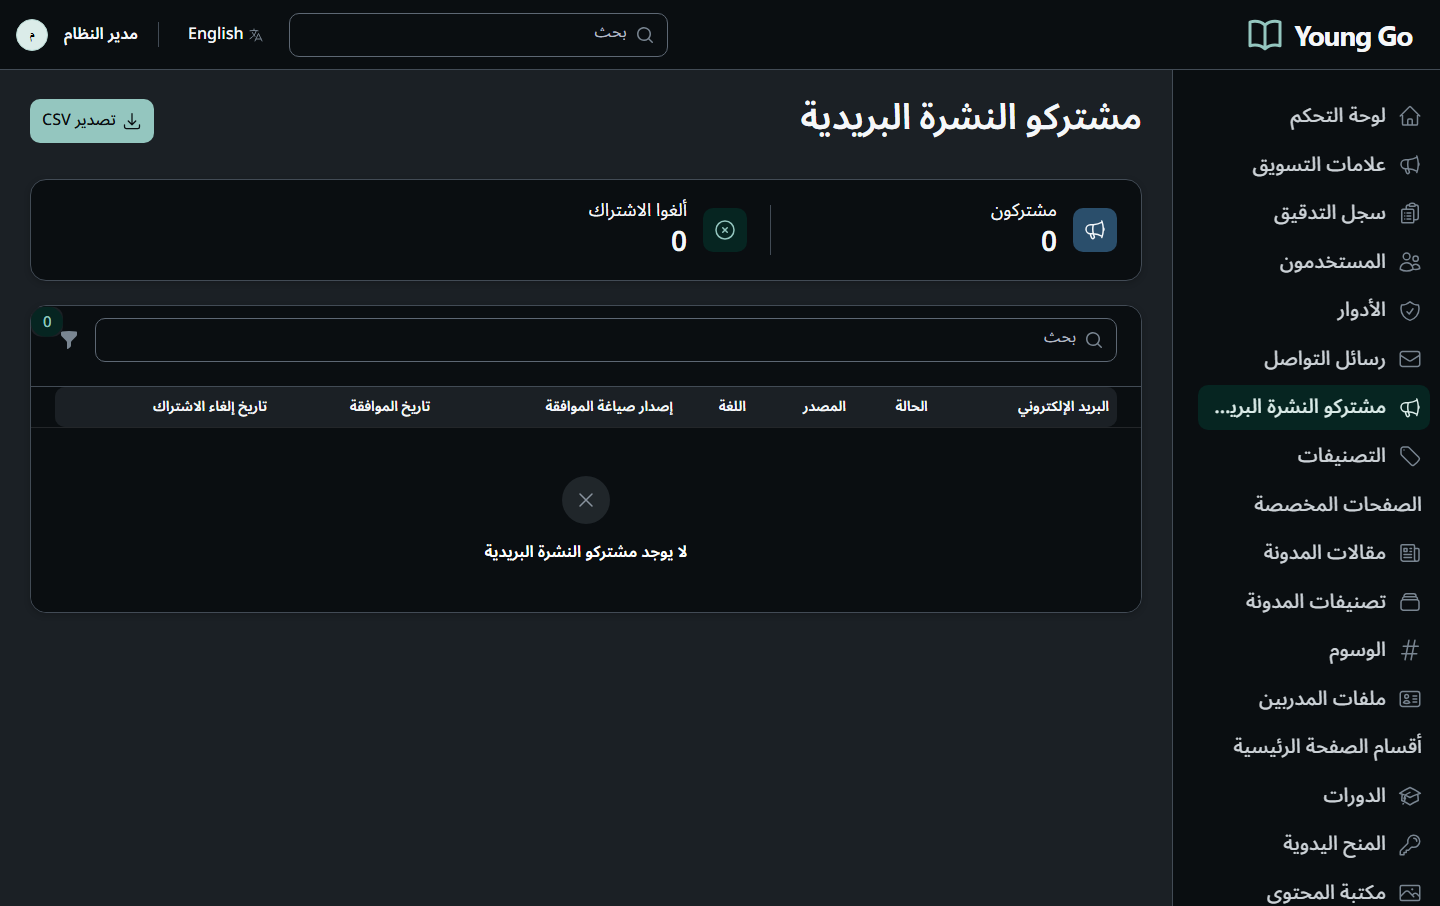 Young Go
بحث
English
مدير النظام
م
لوحة التحكم
علامات التسويق
سجل التدقيق
المستخدمون
الأدوار
رسائل التواصل
مشتركو النشرة البريد...
التصنيفات
الصفحات المخصصة
مقالات المدونة
تصنيفات المدونة
الوسوم
ملفات المدربين
أقسام الصفحة الرئيسية
الدورات
المنح اليدوية
مكتبة المحتوى
مشتركو النشرة البريدية
تصدير CSV
مشتركون
0
ألغوا الاشتراك
0
بحث
0
البريد الإلكتروني الحالة المصدر اللغة إصدار صياغة الموافقة تاريخ الموافقة تاريخ إلغاء الاشتراك
لا يوجد مشتركو النشرة البريدية